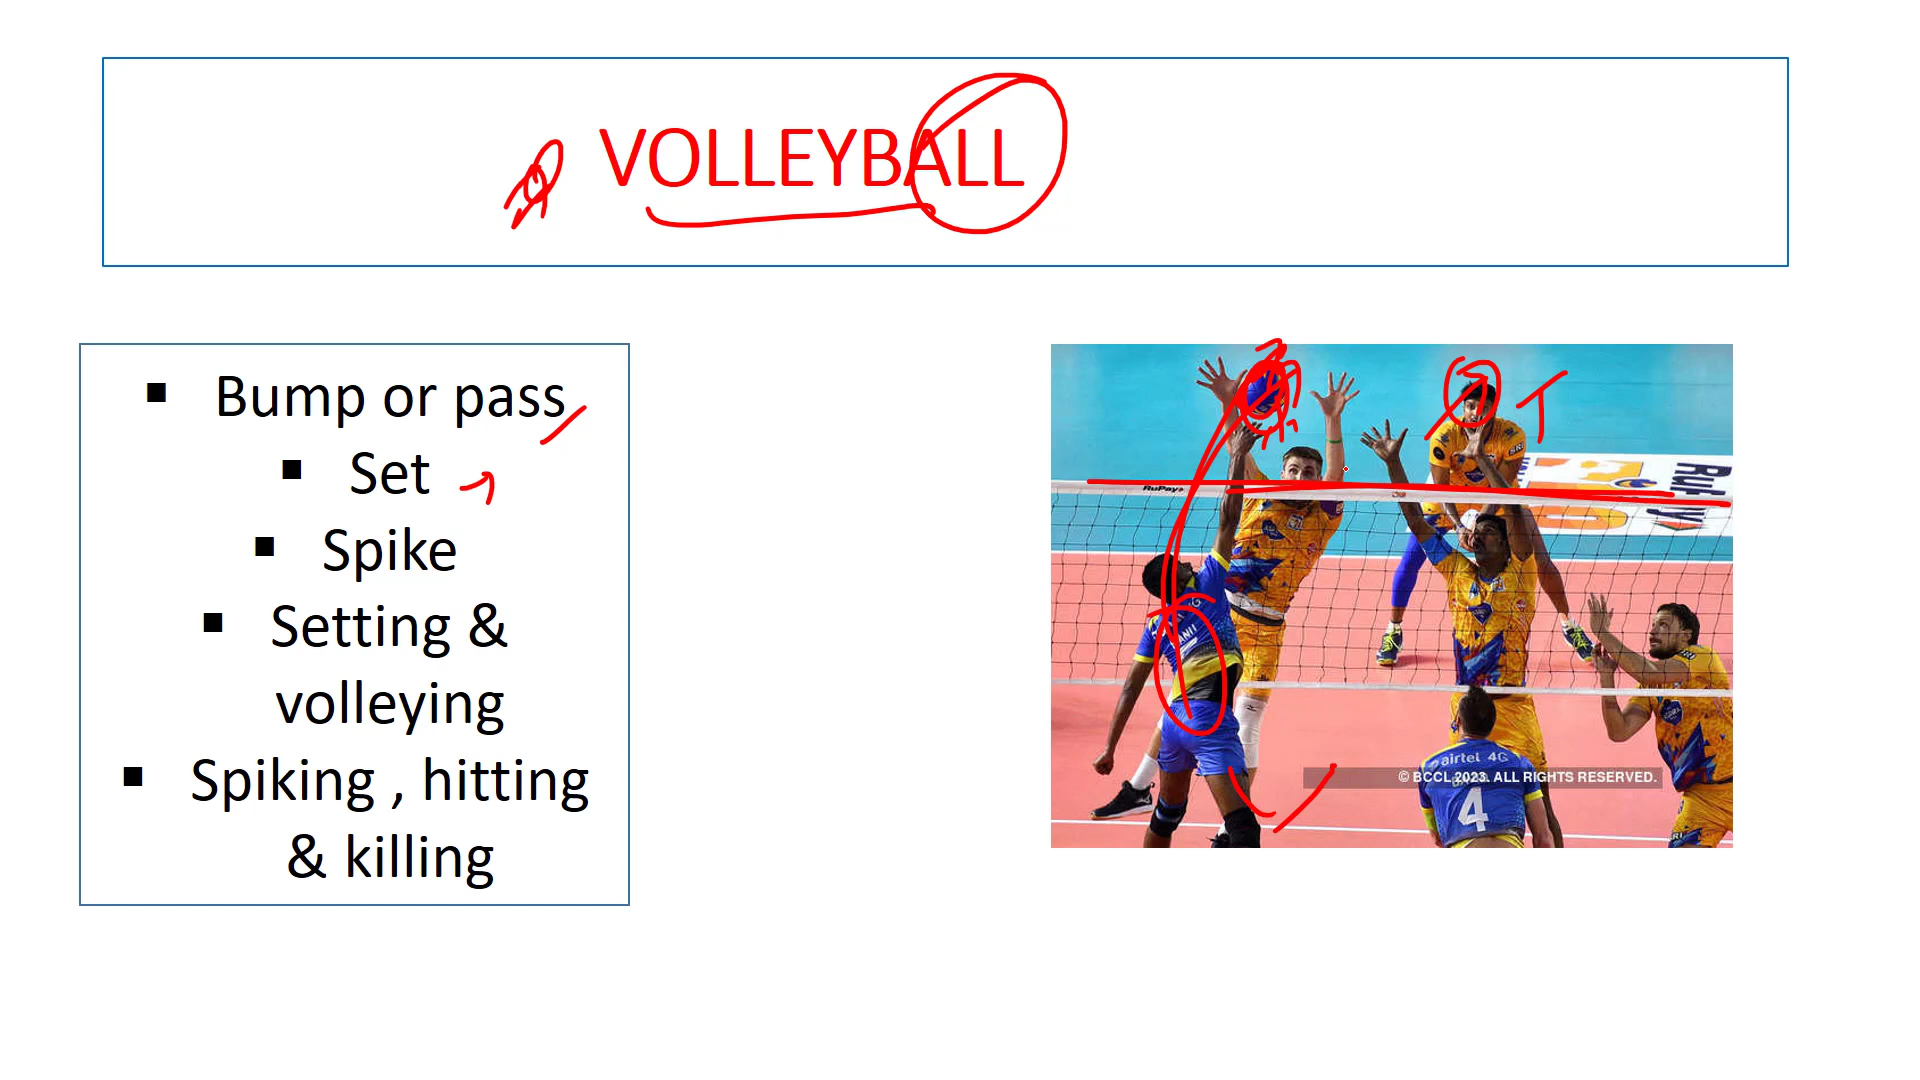 VOLLEYBALL
▪ Bump or pass
▪ Set
▪ Spike
▪ Setting &
volleying
▪ Spiking , hitting
& killing
RuPay
airtel 4G
4
© BCCL 2023. ALL RIGHTS RESERVED.